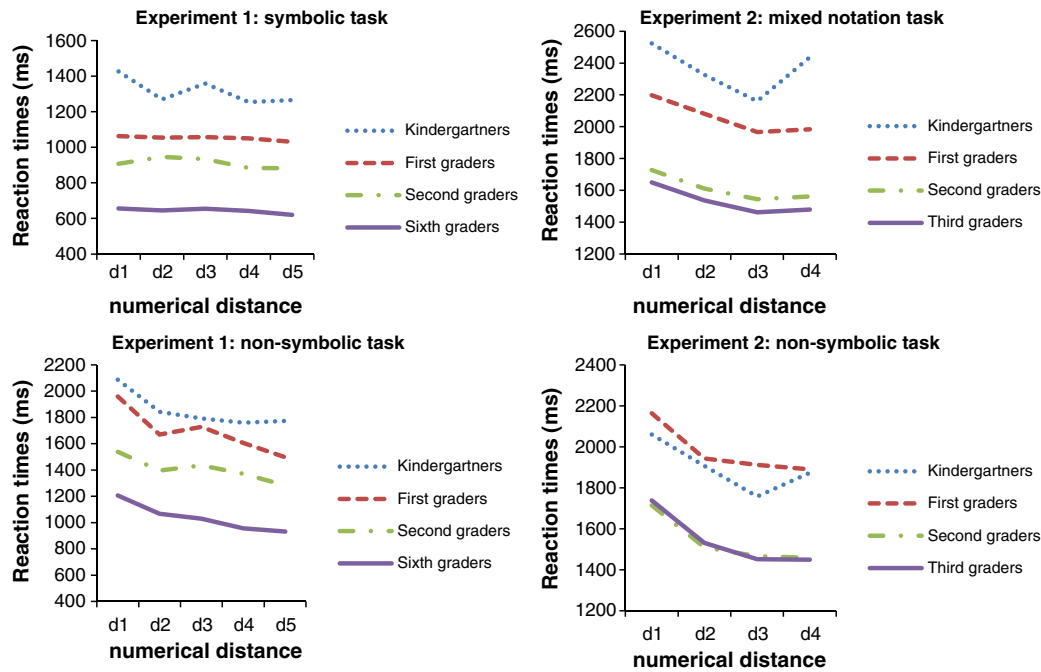 Experiment 1: symbolic task
Reaction times (ms)
1600
1400
1200
1000
800
600
400
d1 d2 d3 d4 d5
numerical distance
Kindergartners
First graders
Second graders
Sixth graders
Experiment 2: mixed notation task
Reaction times (ms)
2600
2400
2200
2000
1800
1600
1400
1200
d1 d2 d3 d4
numerical distance
Kindergartners
First graders
Second graders
Third graders
Experiment 1: non-symbolic task
Reaction times (ms)
2200
2000
1800
1600
1400
1200
1000
800
600
400
d1 d2 d3 d4 d5
numerical distance
Kindergartners
First graders
Second graders
Sixth graders
Experiment 2: non-symbolic task
Reaction times (ms)
2400
2200
2000
1800
1600
1400
1200
d1 d2 d3 d4
numerical distance
Kindergartners
First graders
Second graders
Third graders